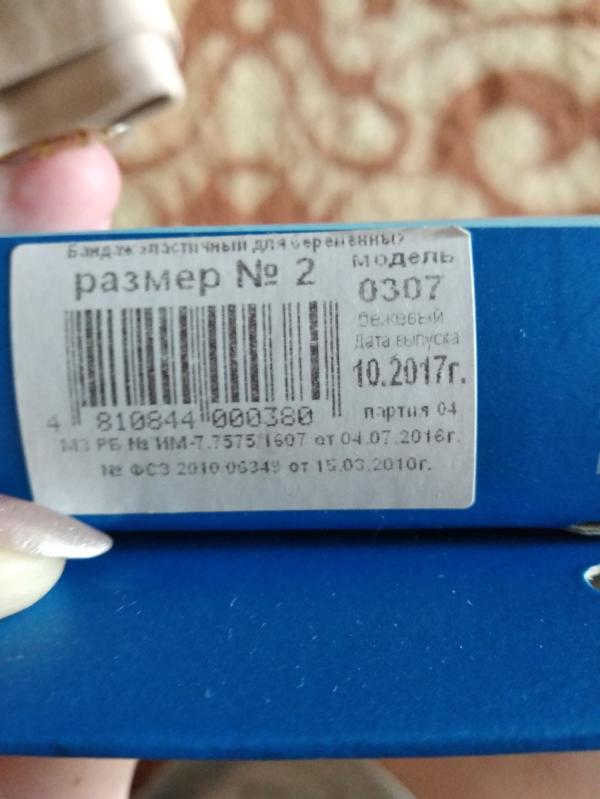 Бандаж эластичный для беременных
размер № 2
модель
0307
бежевый
Дата выпуска
10.2017г.
партия 04
4 810844 000380
МЗ РБ № ИМ-7.7575/1607 от 04.07.2016г.
№ ФСЗ 2010/06349 от 15.03.2010г.